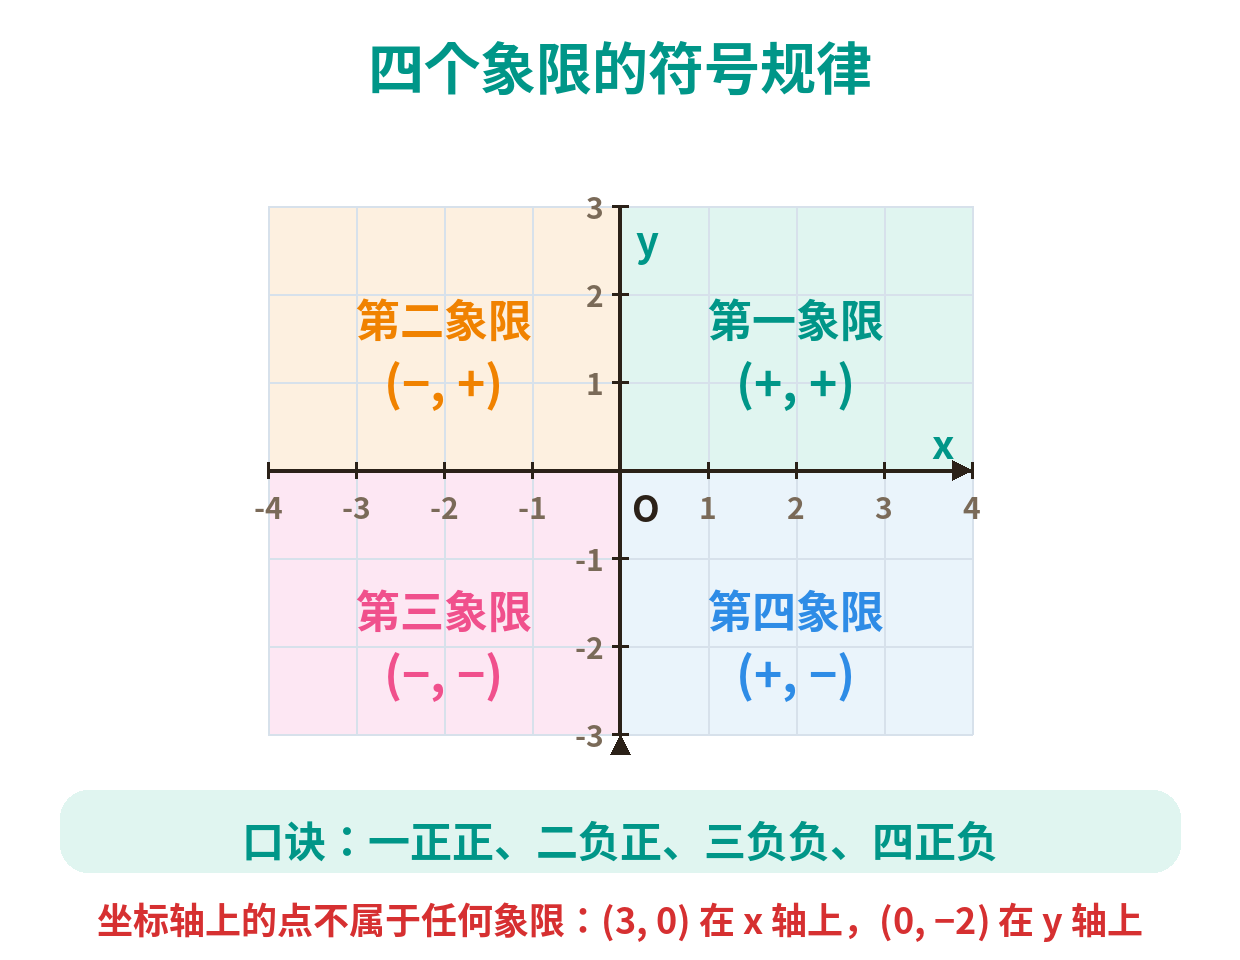 四个象限的符号规律
3
y
2
第二象限
第一象限
(−, +)
1
(+, +)
x
-4
-3
-2
-1
O
1
2
3
4
-1
第三象限
第四象限
-2
(−, −)
(+, −)
-3
口诀：一正正、二负正、三负负、四正负
坐标轴上的点不属于任何象限：(3, 0) 在 x 轴上，(0, −2) 在 y 轴上